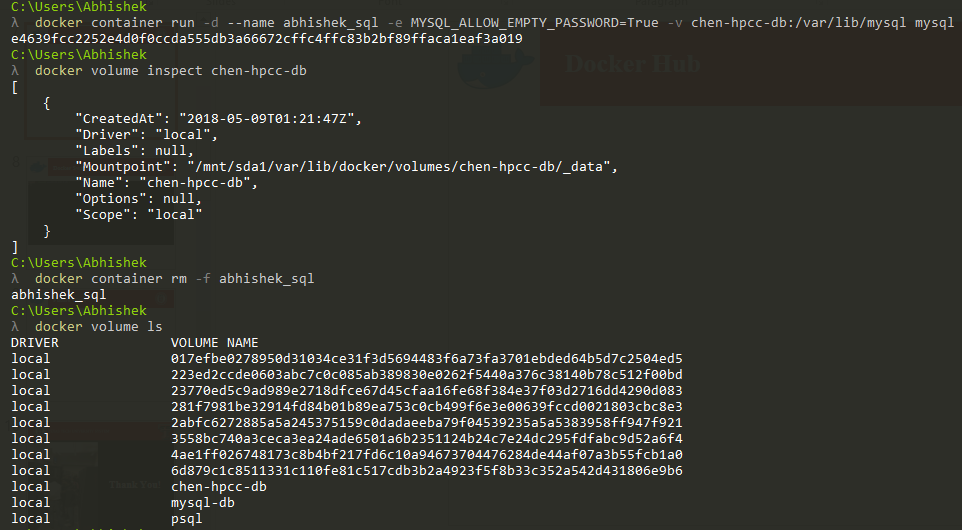 C:\Users\Abhishek
λ  docker container run -d --name abhishek_sql -e MYSQL_ALLOW_EMPTY_PASSWORD=True -v chen-hpcc-db:/var/lib/mysql mysql
e4639fcc2252e4d0f0ccda555db3a66672cffc4ffc83b2bf89ffaca1eaf3a019
C:\Users\Abhishek
λ  docker volume inspect chen-hpcc-db
[
    {
        "CreatedAt": "2018-05-09T01:21:47Z",
        "Driver": "local",
        "Labels": null,
        "Mountpoint": "/mnt/sda1/var/lib/docker/volumes/chen-hpcc-db/_data",
        "Name": "chen-hpcc-db",
        "Options": null,
        "Scope": "local"
    }
]
C:\Users\Abhishek
λ  docker container rm -f abhishek_sql
abhishek_sql
C:\Users\Abhishek
λ  docker volume ls
DRIVER              VOLUME NAME
local               017efbe0278950d31034ce31f3d5694483f6a73fa3701ebded64b5d7c2504ed5
local               223ed2ccde0603abc7c0c085ab389830e0262f5440a376c38140b78c512f00bd
local               23770ed5c9ad989e2718dfce67d45cfaa16fe68f384e37f03d2716dd4290d083
local               281f7981be32914fd84b01b89ea753c0cb499f6e3e00639fccd0021803cbc8e3
local               2abfc6272885a5a245375159c0dadaeeba79f04539235a5a5383958ff947f921
local               3558bc740a3ceca3ea24ade6501a6b2351124b24c7e24dc295fdfabc9d52a6f4
local               4ae1ff026748173c8b4bf217fd6c10a94673704476284de44af07a3b55fcb1a0
local               6d879c1c8511331c110fe81c517cdb3b2a4923f5f8b33c352a542d431806e9b6
local               chen-hpcc-db
local               mysql-db
local               psql
Docker Hub
Thank You!